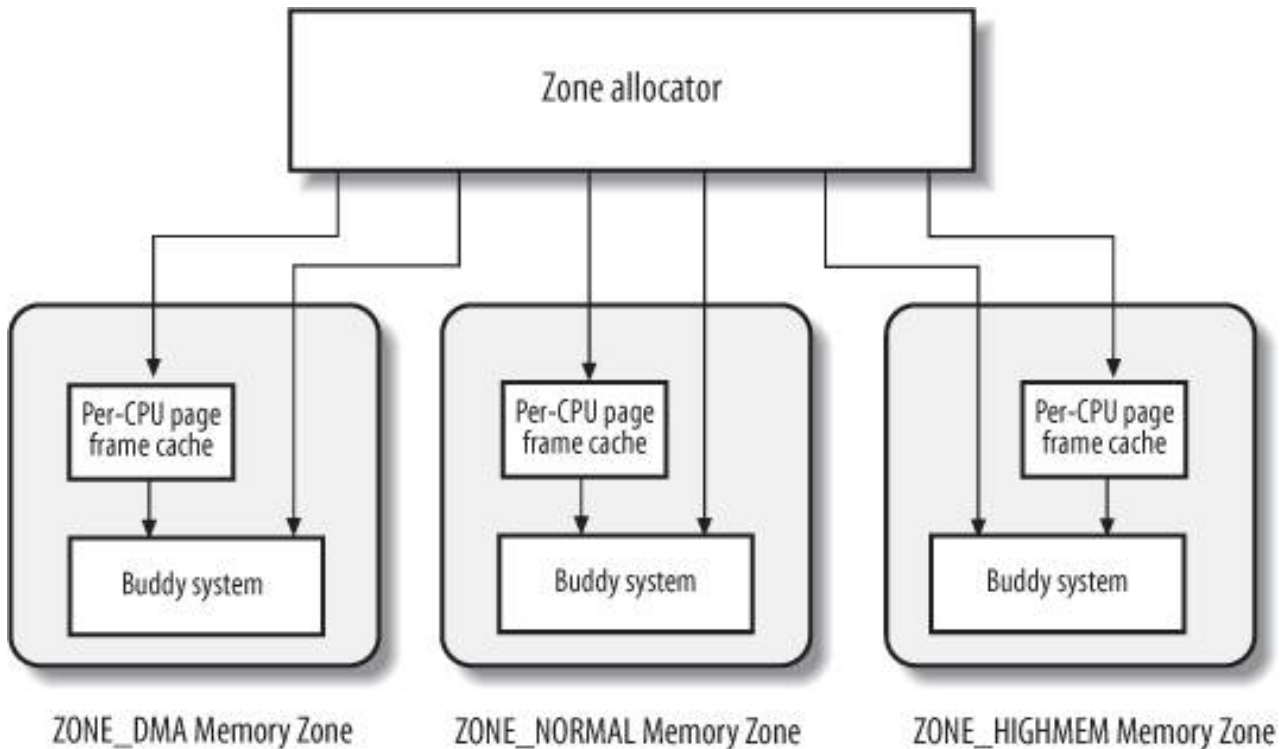 Zone allocator
Per-CPU page
frame cache
Per-CPU page
frame cache
Per-CPU page
frame cache
Buddy system
Buddy system
Buddy system
ZONE_DMA Memory Zone
ZONE_NORMAL Memory Zone
ZONE_HIGHMEM Memory Zone